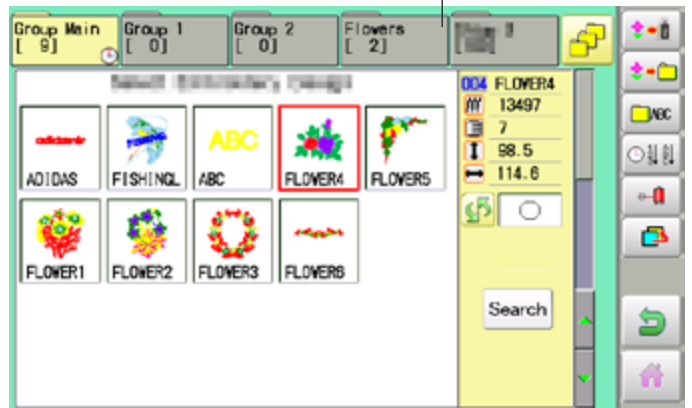 Group Main
[ 9]
Group 1
[ 0]
Group 2
[ 0]
Flowers
[ 2]
004 FLOWER4
13497
7
98.5
114.6
ABC
ADIDAS
FISHINGL
ABC
FLOWER4
FLOWER5
FLOWER1
FLOWER2
FLOWER3
FLOWER6
Search
ABC